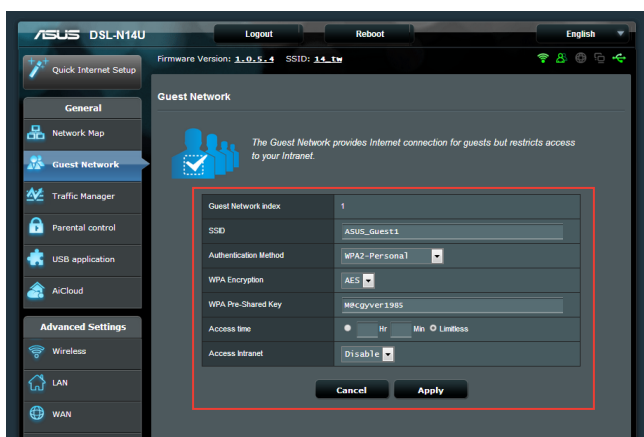 ASUS DSL-N14U Logout Reboot English
Quick Internet Setup
Firmware Version: 1.0.5.4 SSID: 14_tw
General
Network Map
Guest Network
Traffic Manager
Parental control
USB application
AiCloud
Advanced Settings
Wireless
LAN
WAN
Guest Network
The Guest Network provides Internet connection for guests but restricts access
to your Intranet.
Guest Network index 1
SSID ASUS_Guest1
Authentication Method WPA2-Personal
WPA Encryption AES
WPA Pre-Shared Key M@cgyver1985
Access time Hr Min Limitless
Access Intranet Disable
Cancel Apply